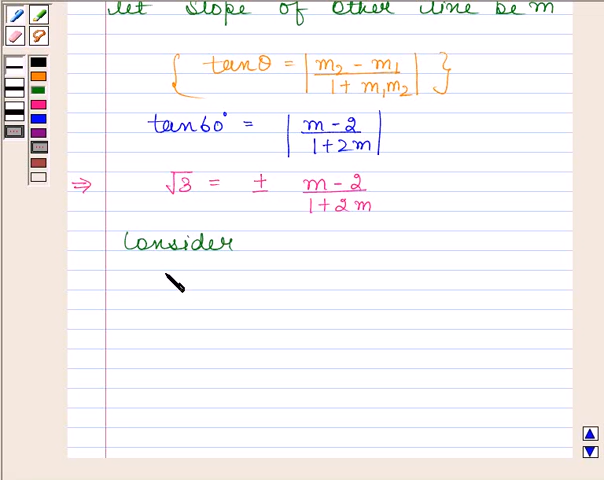 let slope of other line be m
{ tanθ = | m₂ - m₁ / 1 + m₁m₂ | }
tan60° = | m - 2 / 1 + 2m |
⇒ √3 = ± m - 2 / 1 + 2m
Consider